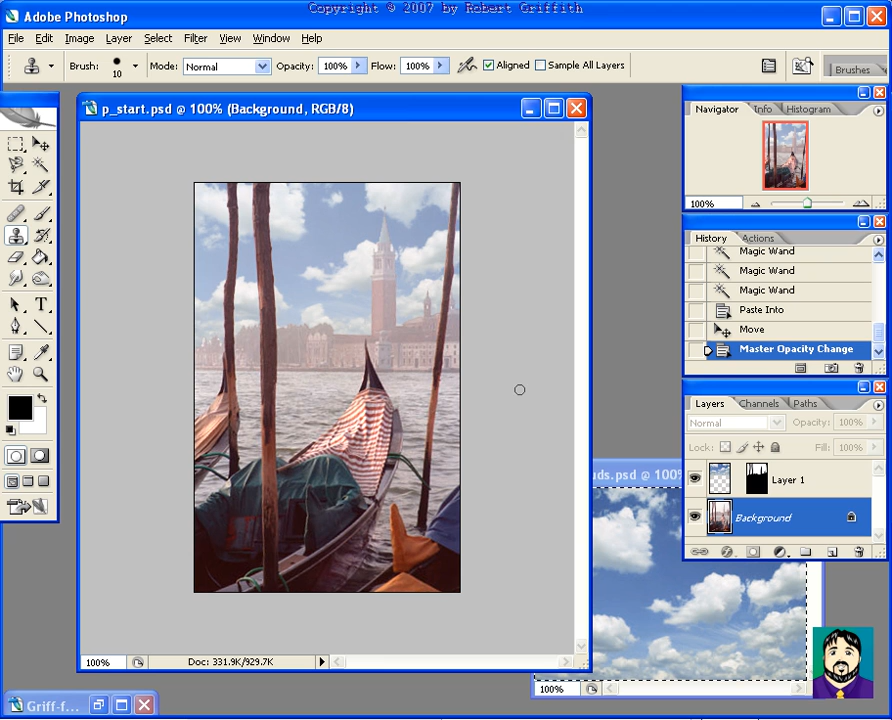 Copyright © 2007 by Robert Griffith
Adobe Photoshop
File Edit Image Layer Select Filter View Window Help
Brush: 10 Mode: Normal Opacity: 100% Flow: 100% Aligned Sample All Layers Brushes
p_start.psd @ 100% (Background, RGB/8)
Navigator Info Histogram
100%
History Actions
Magic Wand
Magic Wand
Magic Wand
Paste Into
Move
Master Opacity Change
Layers Channels Paths
Normal Opacity: 100%
Lock: Fill: 100%
Layer 1
Background
uds.psd @ 100%
100% Doc: 331.9K/929.7K
100%
Griff-f...